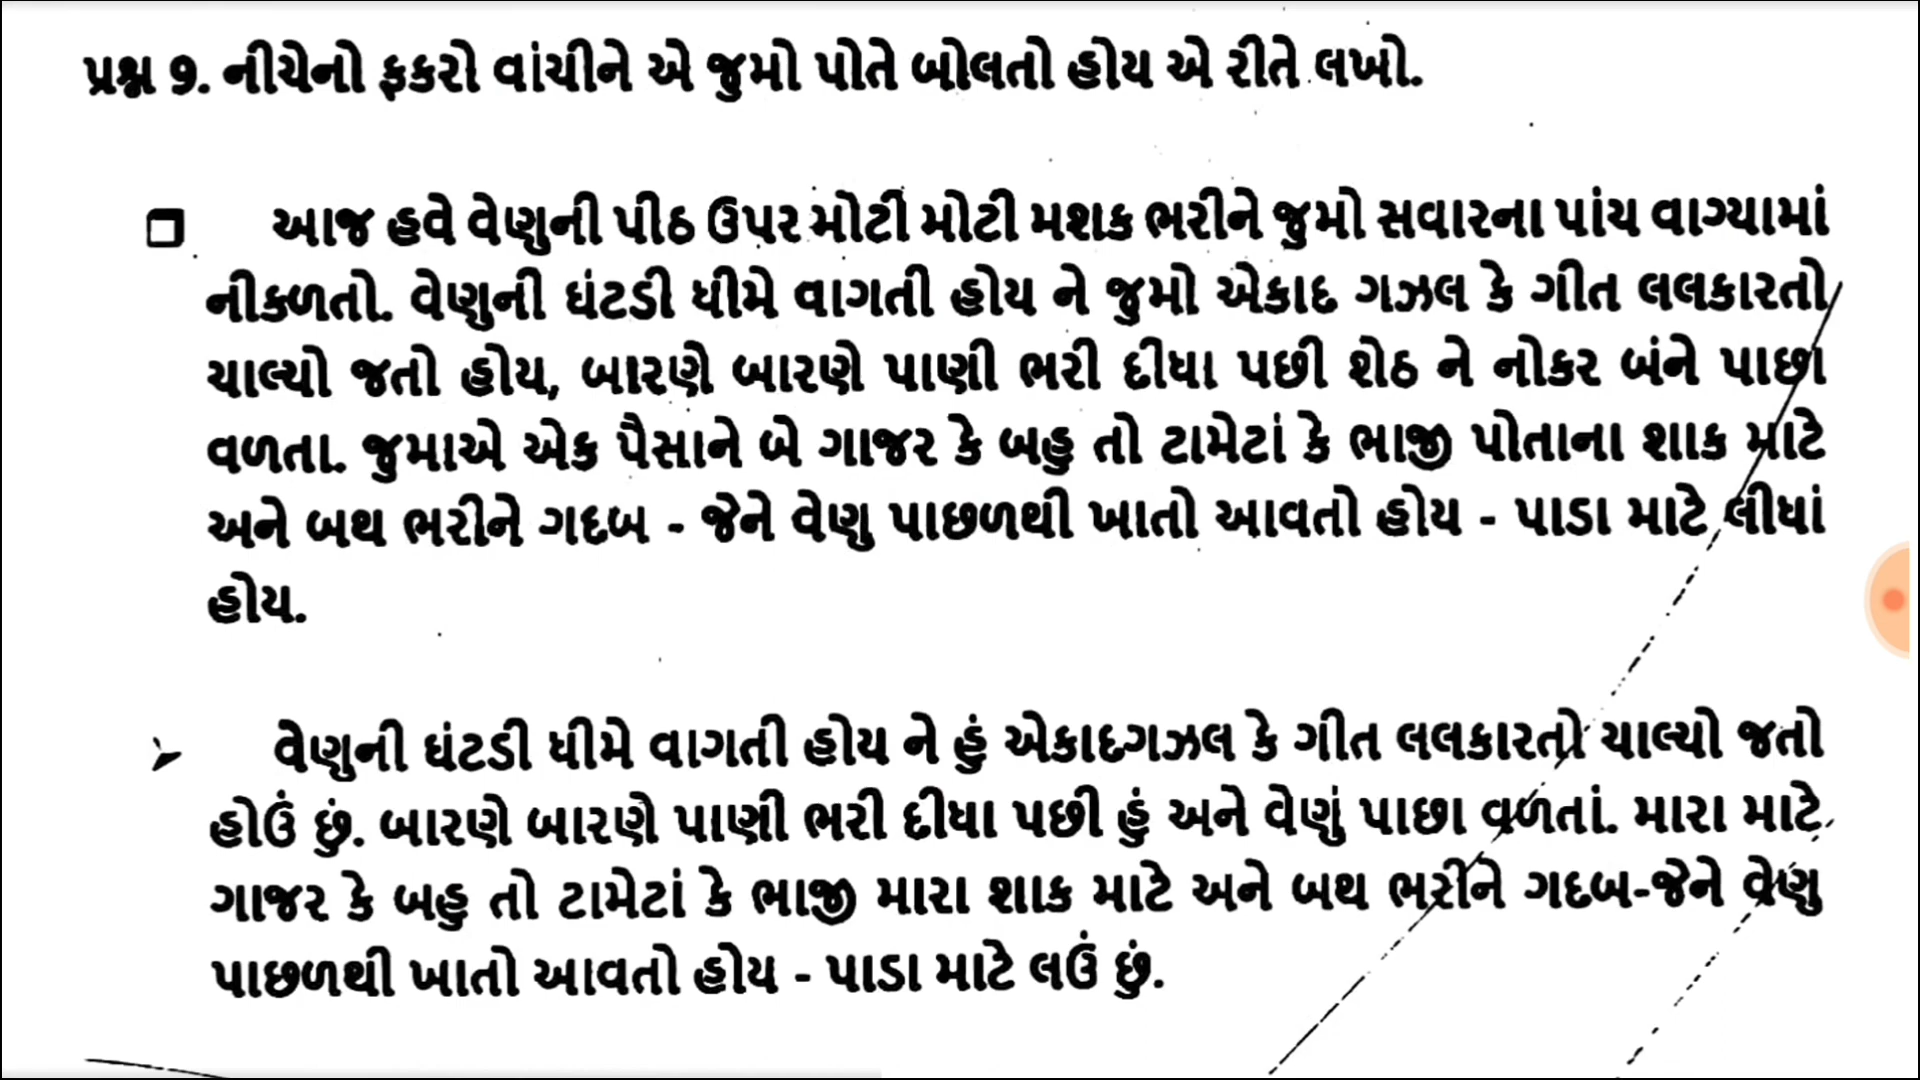 પ્રશ્ન 9. નીચેનો ફકરો વાંચીને એ જુમો પોતે બોલતો હોય એ રીતે લખો.
આજ હવે વેણુની પીઠ ઉપર મોટી મોટી મશક ભરીને જુમો સવારના પાંચ વાગ્યામાં
નીકળતો. વેણુની ઘંટડી ધીમે વાગતી હોય ને જુમો એકાદ ગઝલ કે ગીત લલકારતો
ચાલ્યો જતો હોય, બારણે બારણે પાણી ભરી દીધા પછી શેઠ ને નોકર બંને પાછા
વળતા. જુમાએ એક પૈસાને બે ગાજર કે બહુ તો ટામેટાં કે ભાજી પોતાના શાક માટે
અને બથ ભરીને ગદબ - જેને વેણુ પાછળથી ખાતો આવતો હોય - પાડા માટે લીધાં
હોય.
➤ વેણુની ઘંટડી ધીમે વાગતી હોય ને હું એકાદગઝલ કે ગીત લલકારતો ચાલ્યો જતો
હોઉં છું. બારણે બારણે પાણી ભરી દીધા પછી હું અને વેણું પાછા વળતાં. મારા માટે
ગાજર કે બહુ તો ટામેટાં કે ભાજી મારા શાક માટે અને બથ ભરીને ગદબ-જેને વેણુ
પાછળથી ખાતો આવતો હોય - પાડા માટે લઉં છું.